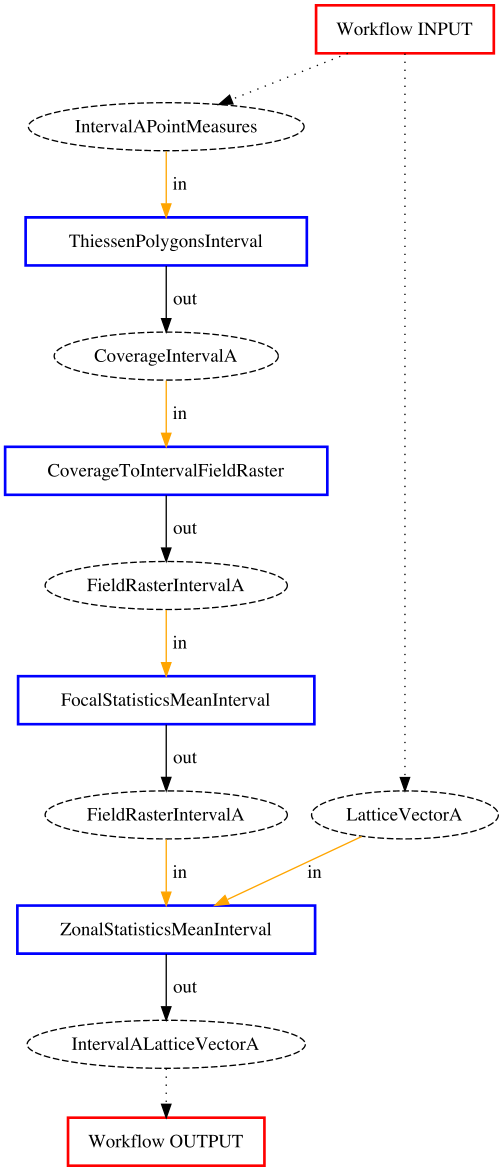 Workflow INPUT
IntervalAPointMeasures
in
ThiessenPolygonsInterval
out
CoverageIntervalA
in
CoverageToIntervalFieldRaster
out
FieldRasterIntervalA
in
FocalStatisticsMeanInterval
out
FieldRasterIntervalA
LatticeVectorA
in
in
ZonalStatisticsMeanInterval
out
IntervalALatticeVectorA
Workflow OUTPUT